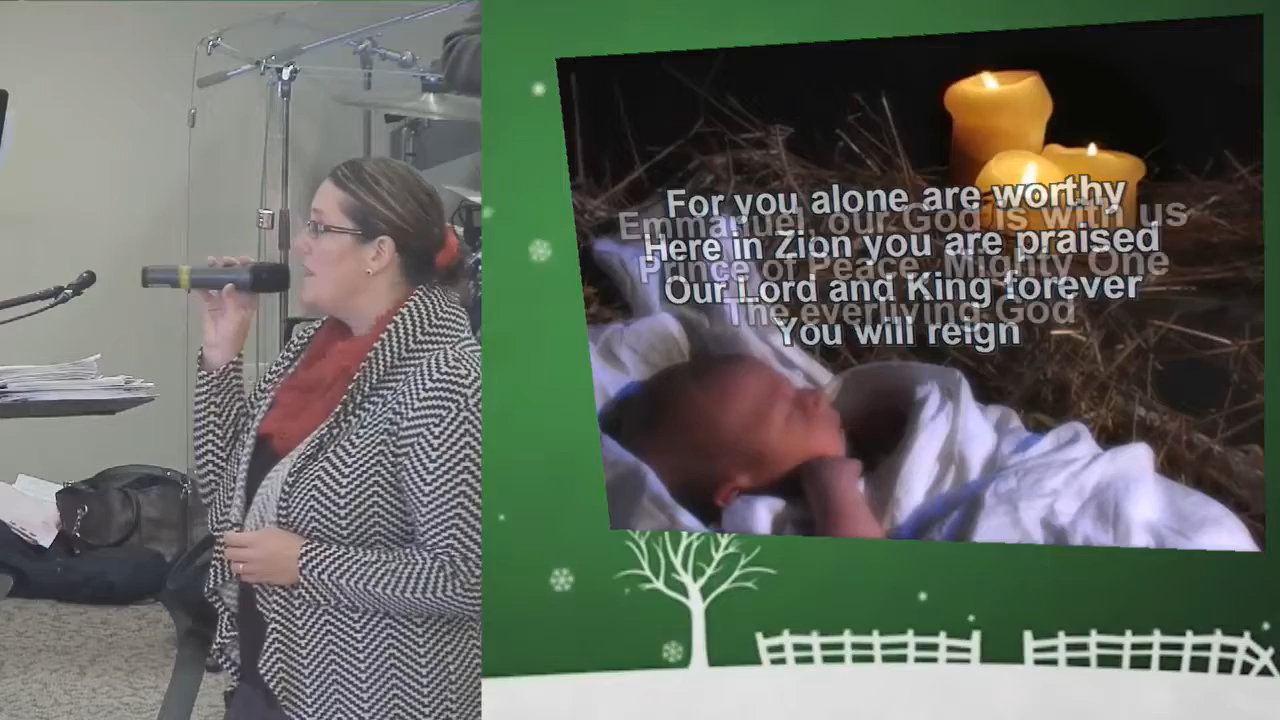 For you alone are worthy
Emmanuel, our God is with us
Here in Zion you are praised
Prince of Peace, Mighty One
Our Lord and King forever
The everliving God
You will reign